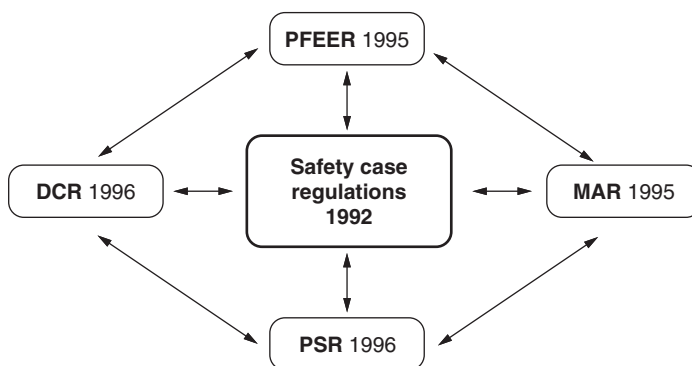 PFEER 1995
DCR 1996
Safety case
regulations
1992
MAR 1995
PSR 1996